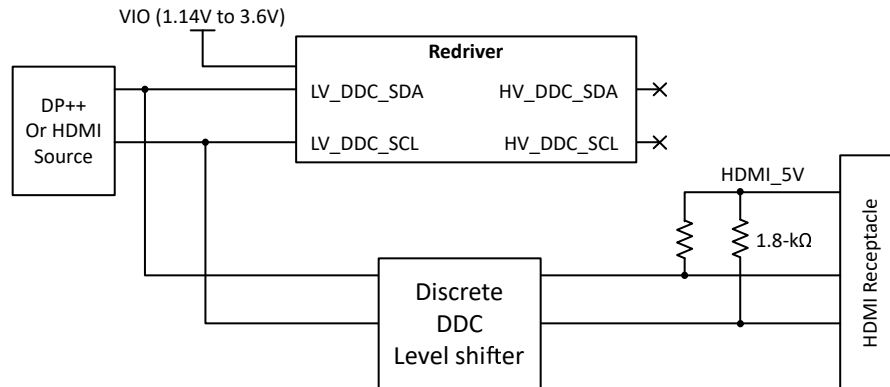 VIO (1.14V to 3.6V)
Redriver
LV_DDC_SDA
HV_DDC_SDA
LV_DDC_SCL
HV_DDC_SCL
DP++
Or HDMI
Source
HDMI_5V
1.8-kΩ
HDMI Receptacle
Discrete
DDC
Level shifter